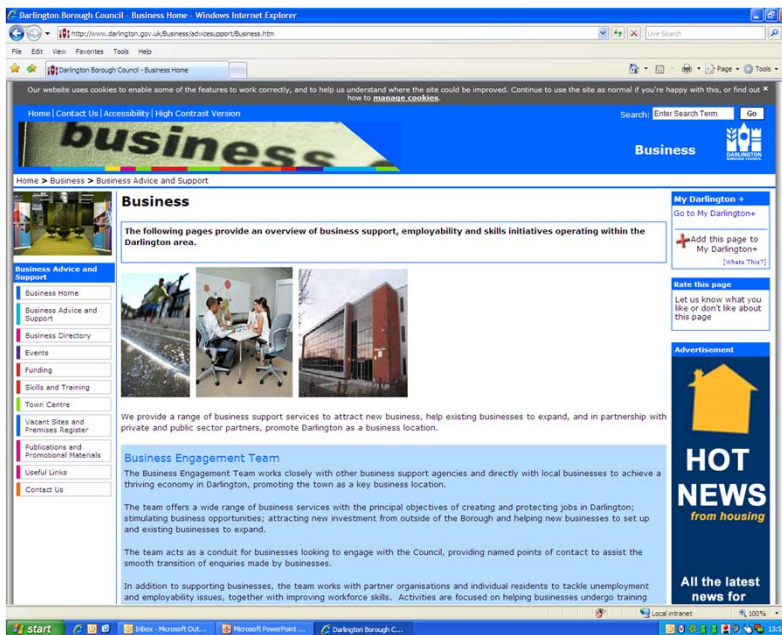 Darlington Borough Council - Business Home - Windows Internet Explorer
http://www.darlington.gov.uk/Business/advicesupport/Business.htm
Live Search
File Edit View Favorites Tools Help
Darlington Borough Council - Business Home
Page Tools
Our website uses cookies to enable some of the features to work correctly, and to help us understand where the site could be improved. Continue to use the site as normal if you're happy with this, or find out X
how to manage cookies.
Home | Contact Us | Accessibility | High Contrast Version
Search: Enter Search Term Go
business
Business
DARLINGTON
BOROUGH COUNCIL
Home > Business > Business Advice and Support
Business Advice and
Support
Business Home
Business Advice and
Support
Business Directory
Events
Funding
Skills and Training
Town Centre
Vacant Sites and
Premises Register
Publications and
Promotional Materials
Useful Links
Contact Us
Business
The following pages provide an overview of business support, employability and skills initiatives operating within the
Darlington area.
We provide a range of business support services to attract new business, help existing businesses to expand, and in partnership with
private and public sector partners, promote Darlington as a business location.
Business Engagement Team
The Business Engagement Team works closely with other business support agencies and directly with local businesses to achieve a
thriving economy in Darlington, promoting the town as a key business location.
The team offers a wide range of business services with the principal objectives of creating and protecting jobs in Darlington;
stimulating business opportunities; attracting new investment from outside of the Borough and helping new businesses to set up
and existing businesses to expand.
The team acts as a conduit for businesses looking to engage with the Council, providing named points of contact to assist the
smooth transition of enquiries made by businesses.
In addition to supporting businesses, the team works with partner organisations and individual residents to tackle unemployment
and employability issues, together with improving workforce skills. Activities are focused on helping businesses undergo training
My Darlington +
Go to My Darlington+
Add this page to
My Darlington+
[Whats This?]
Rate this page
Let us know what you
like or don't like about
this page
Advertisement
HOT
NEWS
from housing
All the latest
news for
Local intranet 100%
start
Inbox - Microsoft Out...
Microsoft PowerPoint ...
Darlington Borough C...